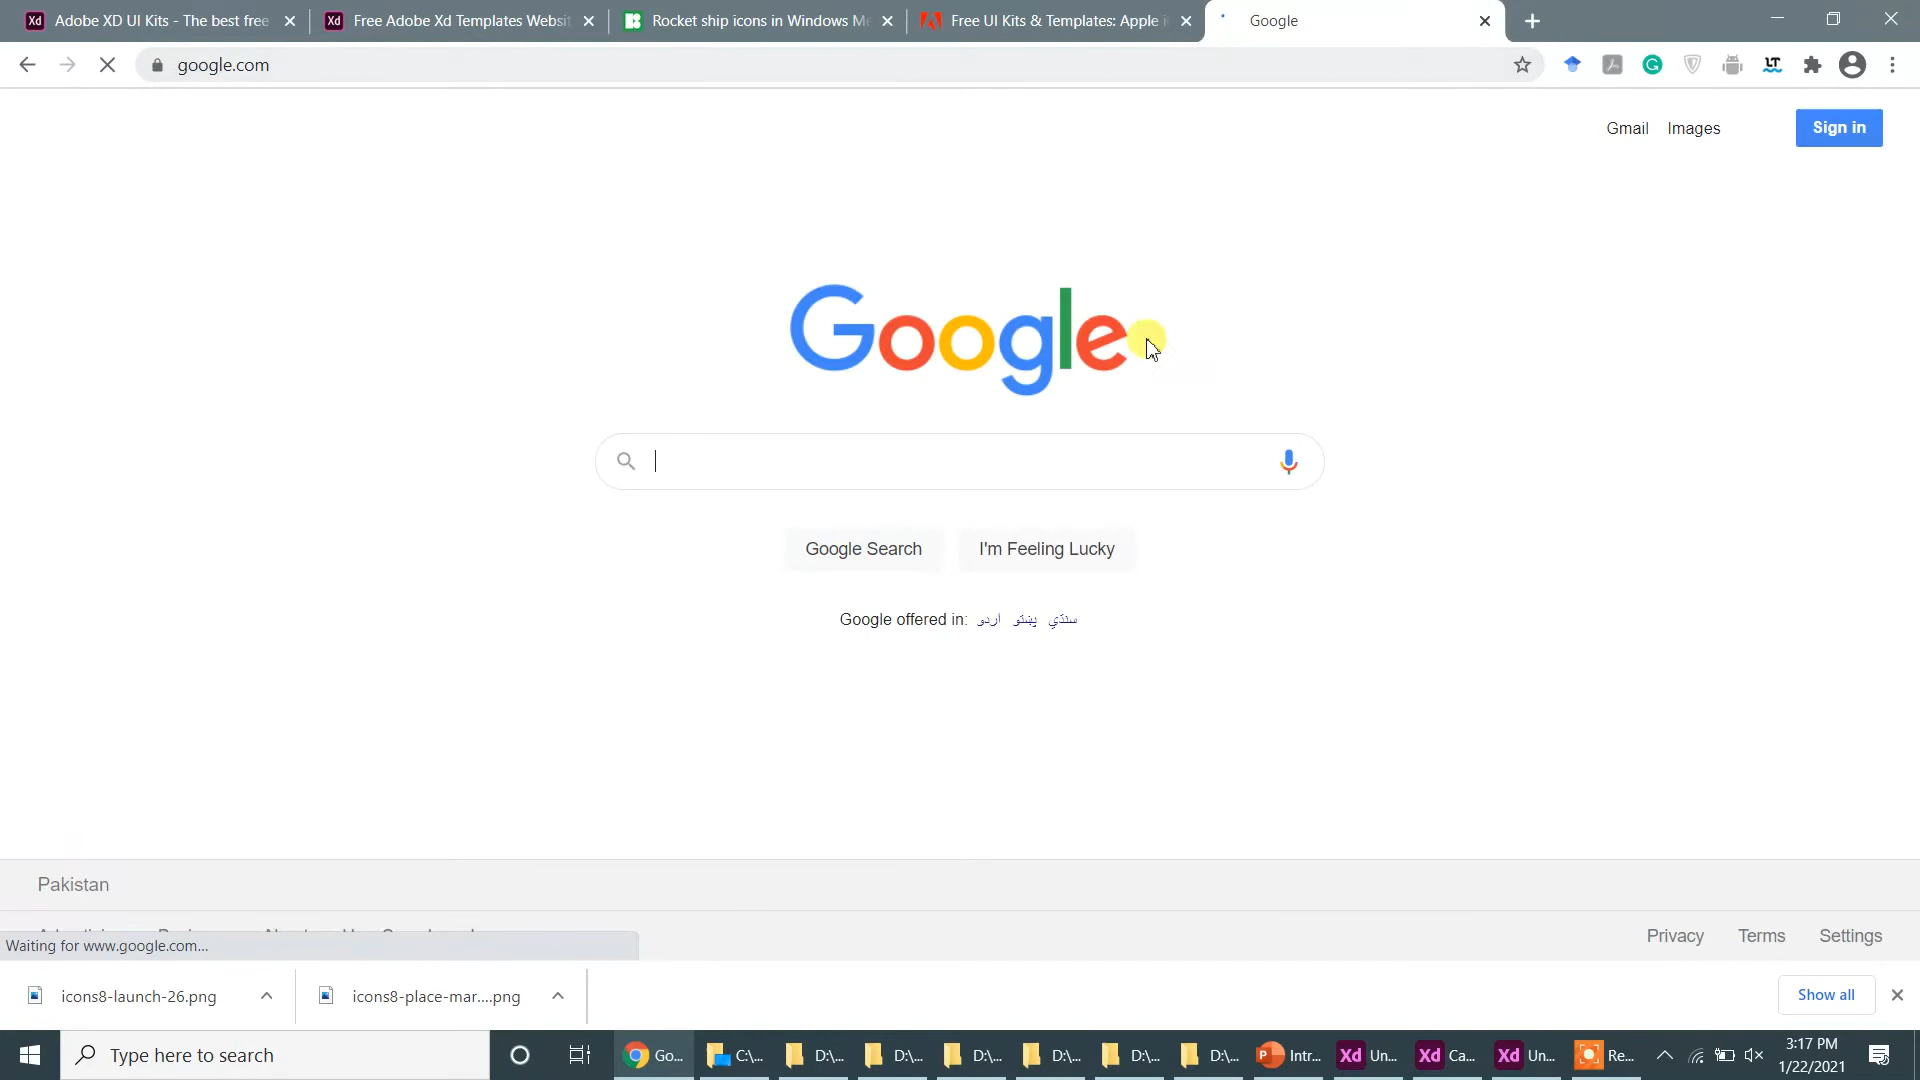 Adobe XD UI Kits - The best free
Free Adobe Xd Templates Websit
Rocket ship icons in Windows Me
Free UI Kits & Templates: Apple i
Google
google.com
Gmail Images Sign in
Google
Google Search I'm Feeling Lucky
Google offered in: اردو پښتو سنڌي
Pakistan
Privacy Terms Settings
Waiting for www.google.com...
icons8-launch-26.png
icons8-place-mar....png
Show all
Type here to search
Go... C:\... D:\... D:\... D:\... D:\... D:\... D:\... Intr... Un... Ca... Un... Re...
3:17 PM
1/22/2021